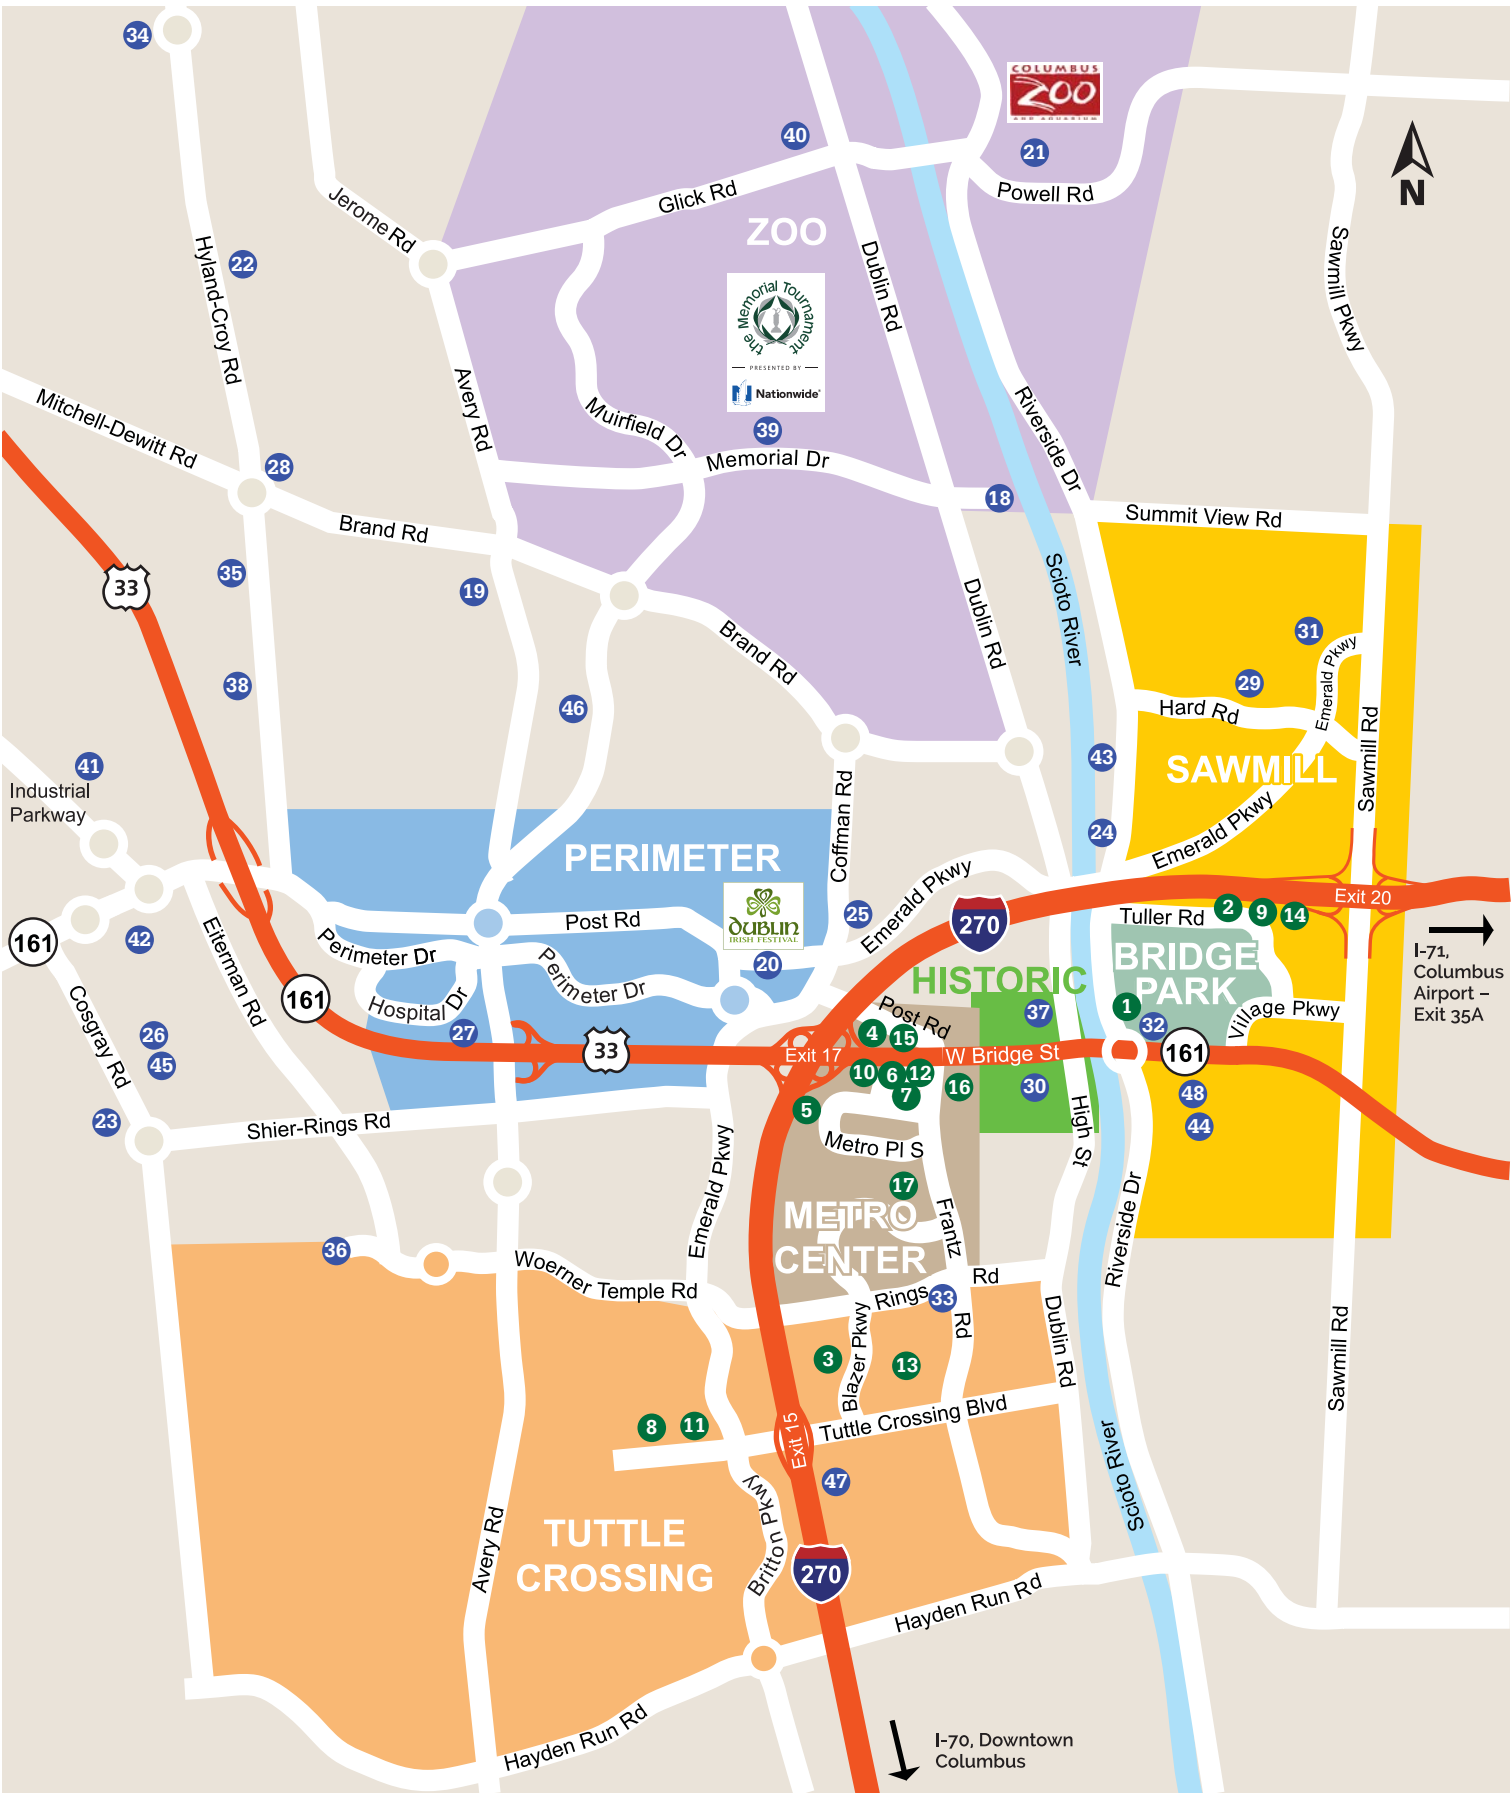 34
COLUMBUS
ZOO
AND AQUARIUM
40
21
Powell Rd
N
Jerome Rd
Glick Rd
ZOO
22
Hyland-Croy Rd
Dublin Rd
Sawmill Pkwy
the Memorial Tournament
PRESENTED BY
Nationwide®
Mitchell-Dewitt Rd
Avery Rd
Muirfield Dr
39
Memorial Dr
Riverside Dr
28
18
Brand Rd
Summit View Rd
33
35
19
Scioto River
Dublin Rd
31
Brand Rd
Emerald Pkwy
29
38
46
Hard Rd
43
SAWMILL
Sawmill Rd
41
Industrial
Parkway
Coffman Rd
24
Emerald Pkwy
PERIMETER
Emerald Pkwy
Exit 20
DUBLIN
IRISH FESTIVAL
25
270
Tuller Rd
2
9
14
Post Rd
161
42
Eiterman Rd
Perimeter Dr
Perimeter Dr
20
HISTORIC
BRIDGE
PARK
I-71,
Columbus
Airport –
Exit 35A
161
Hospital Dr
27
Cosgray Rd
26
45
Post Rd
37
1
32
Village Pkwy
4
15
33
Exit 17
W Bridge St
161
10
6
12
16
30
48
7
5
44
23
Shier-Rings Rd
Emerald Pkwy
Metro Pl S
High St
17
METRO
CENTER
Frantz
Rd
Riverside Dr
36
Woerner Temple Rd
Rings
Rd
33
Blazer Pkwy
Dublin Rd
Sawmill Rd
3
13
8
11
Exit 15
Tuttle Crossing Blvd
Scioto River
47
Britton Pkwy
Avery Rd
TUTTLE
CROSSING
270
Hayden Run Rd
Hayden Run Rd
I-70, Downtown
Columbus